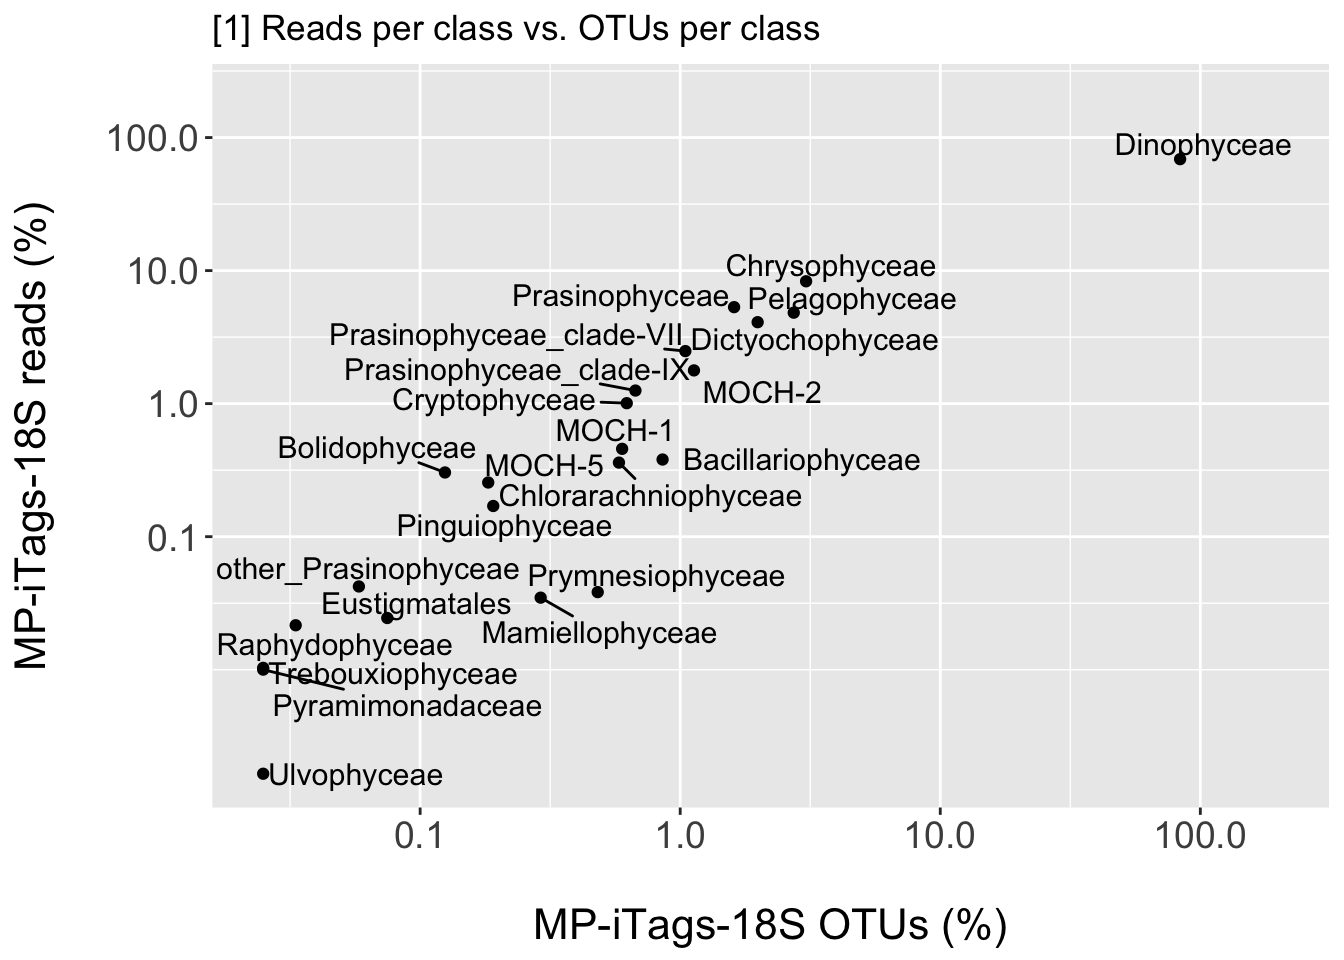 [1] Reads per class vs. OTUs per class
MP-iTags-18S reads (%)
100.0
10.0
1.0
0.1
Dinophyceae
Chrysophyceae
Prasinophyceae
Pelagophyceae
Prasinophyceae_clade-VII
Dictyochophyceae
Prasinophyceae_clade-IX
MOCH-2
Cryptophyceae
MOCH-1
Bolidophyceae
MOCH-5
Bacillariophyceae
Chlorarachniophyceae
Pinguiophyceae
other_Prasinophyceae
Prymnesiophyceae
Eustigmatales
Mamiellophyceae
Raphydophyceae
Trebouxiophyceae
Pyramimonadaceae
Ulvophyceae
0.1
1.0
10.0
100.0
MP-iTags-18S OTUs (%)